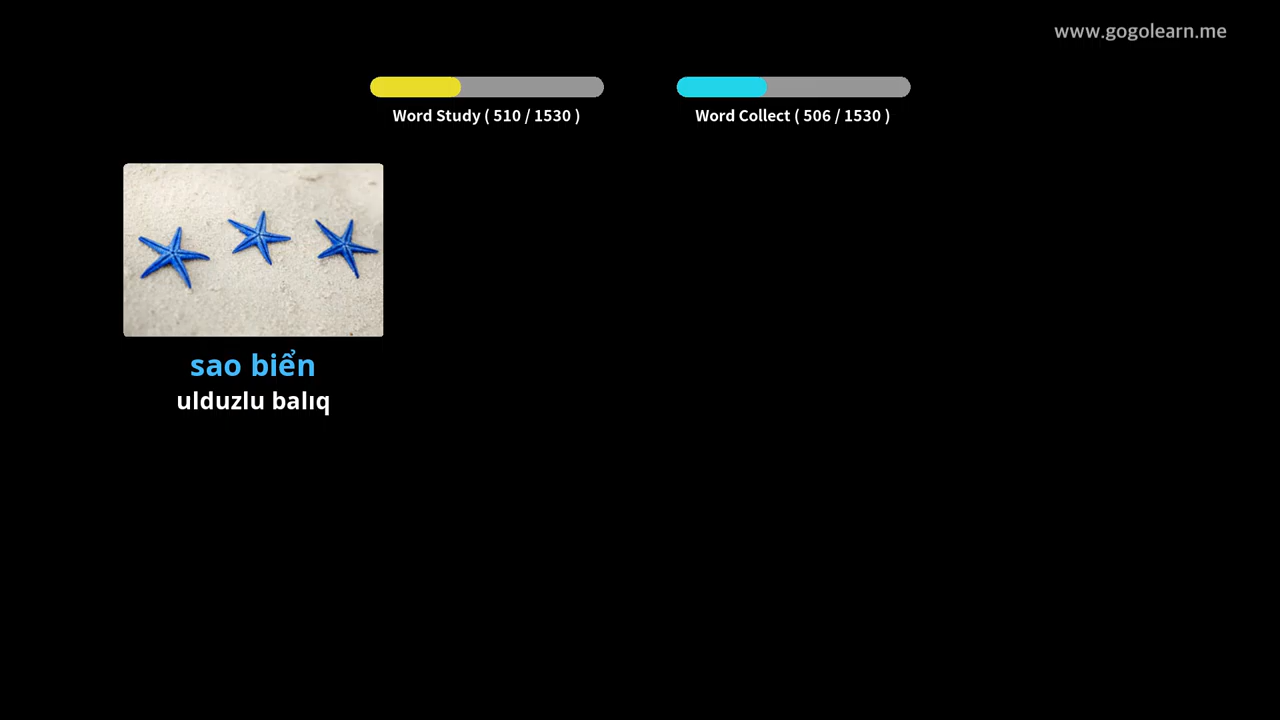 www.gogolearn.me
Word Study ( 510 / 1530 )
Word Collect ( 506 / 1530 )
sao biển
ulduzlu balıq